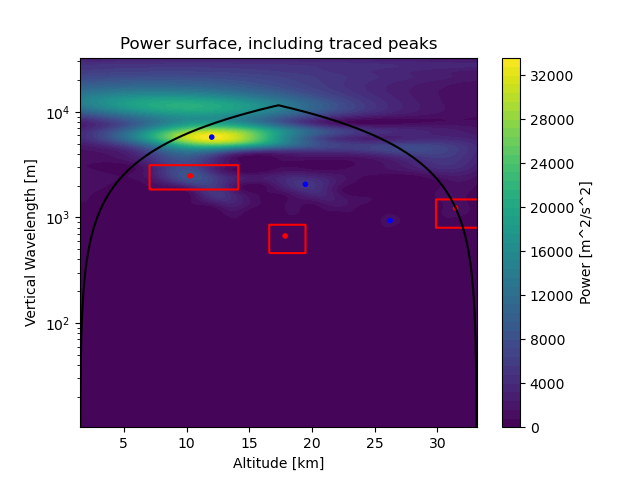 Power surface, including traced peaks
Vertical Wavelength [m]
10^4
10^3
10^2
5 10 15 20 25 30
Altitude [km]
32000
28000
24000
20000
16000
12000
8000
4000
0
Power [m^2/s^2]